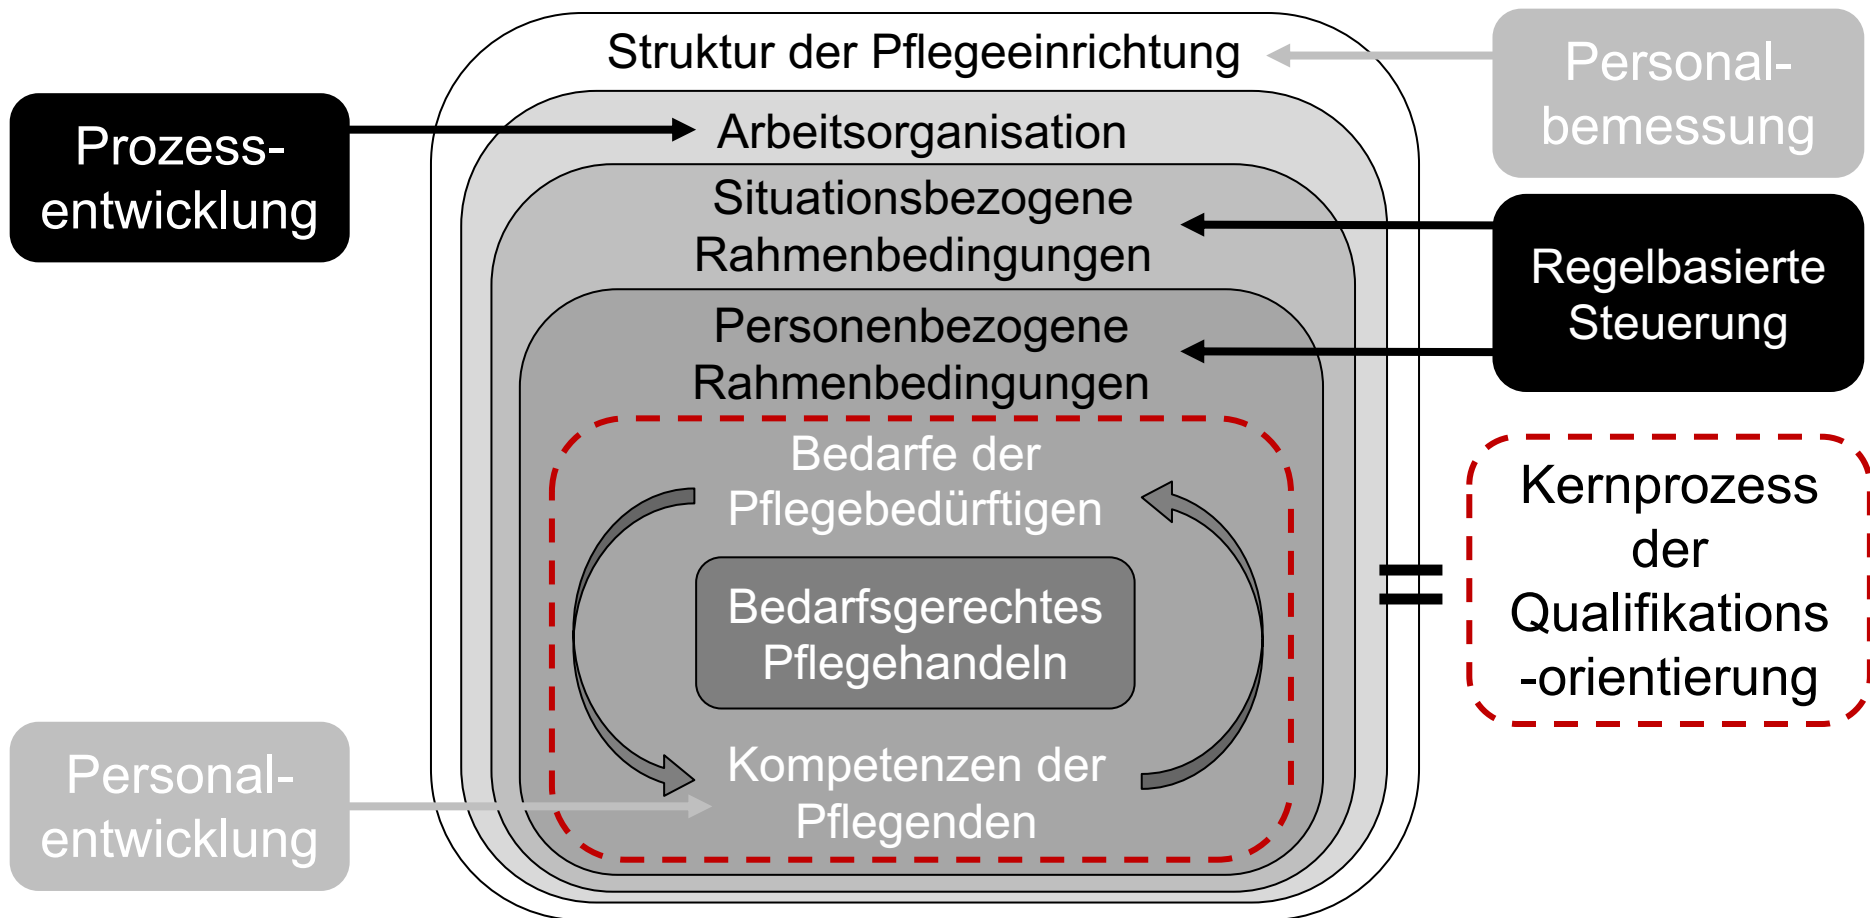 Struktur der Pflegeeinrichtung
Personal-
bemessung
Prozess-
entwicklung
Arbeitsorganisation
Situationsbezogene
Rahmenbedingungen
Regelbasierte
Steuerung
Personenbezogene
Rahmenbedingungen
Bedarfe der
Pflegebedürftigen
Bedarfsgerechtes
Pflegehandeln
Kompetenzen der
Pflegenden
=
Kernprozess
der
Qualifikations
-orientierung
Personal-
entwicklung